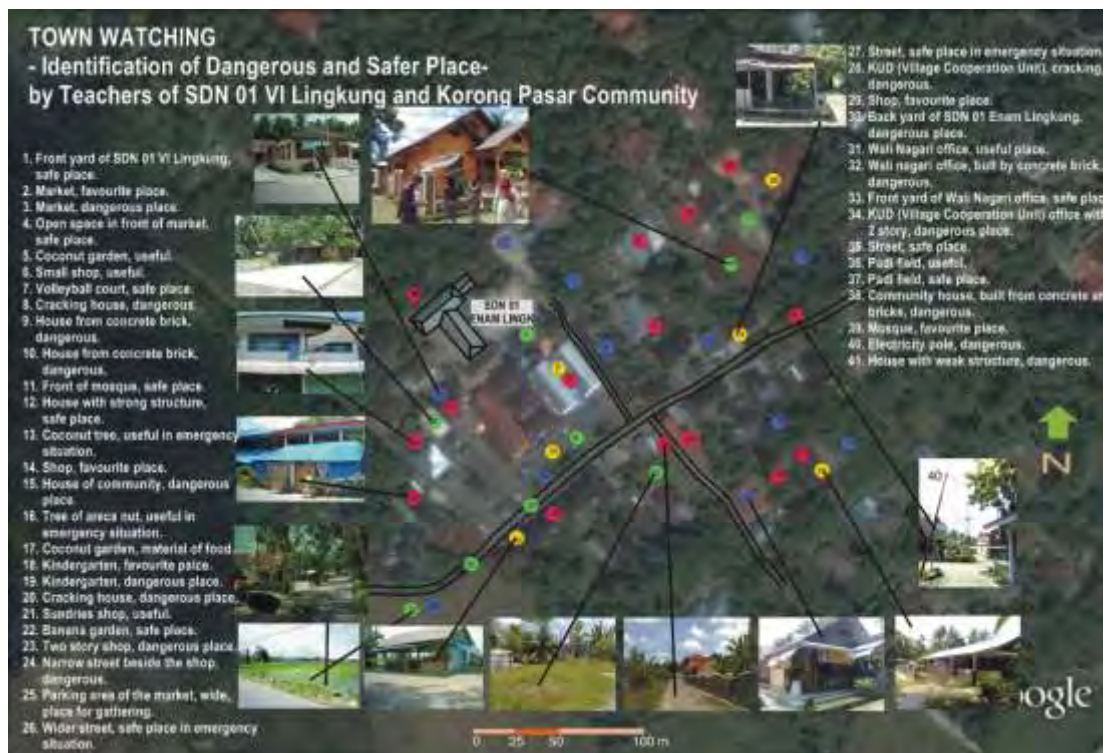 TOWN WATCHING
- Identification of Dangerous and Safer Place-
by Teachers of SDN 01 VI Lingkung and Korong Pasar Community
1. Front yard of SDN 01 VI Lingkung,
safe place.
2. Market, favourite place.
3. Market, dangerous place.
4. Open space in front of market,
safe place.
5. Coconut garden, useful.
6. Small shop, useful.
7. Volleyball court, safe place.
8. Cracking house, dangerous.
9. House from concrete brick,
dangerous.
10. House from concrete brick,
dangerous.
11. Front of mosque, safe place.
12. House with strong structure,
safe place.
13. Coconut tree, useful in emergency
situation.
14. Shop, favourite place.
15. House of community, dangerous
place.
16. Tree of areca nut, useful in
emergency situation.
17. Coconut garden, material of food
18. Kindergarten, favourite palce.
19. Kindergarten, dangerous place.
20. Cracking house, dangerous place.
21. Sundries shop, useful.
22. Banana garden, safe place.
23. Two story shop, dangerous place.
24. Narrow street beside the shop,
dangerous.
25. Parking area of the market, wide,
place for gathering.
26. Wider street, safe place in emergency
situation.
27. Street, safe place in emergency situation.
28. KUD (Village Cooperation Unit), cracking,
dangerous.
29. Shop, favourite place.
30. Back yard of SDN 01 Enam Lingkung,
dangerous place.
31. Wali Nagari office, useful place.
32. Wali nagari office, built by concrete brick,
dangerous.
33. Front yard of Wali Nagari office, safe plac
34. KUD (Village Cooperation Unit) office with
2 story, dangerous place.
35. Street, safe place.
36. Padi field, useful.
37. Padi field, safe place.
38. Community house, built from concrete an
bricks, dangerous.
39. Mosque, favourite place.
40. Electricity pole, dangerous.
41. House with weak structure, dangerous.
SDN 01
ENAM LINGK
N
40
oogle
0 25 50 100 m